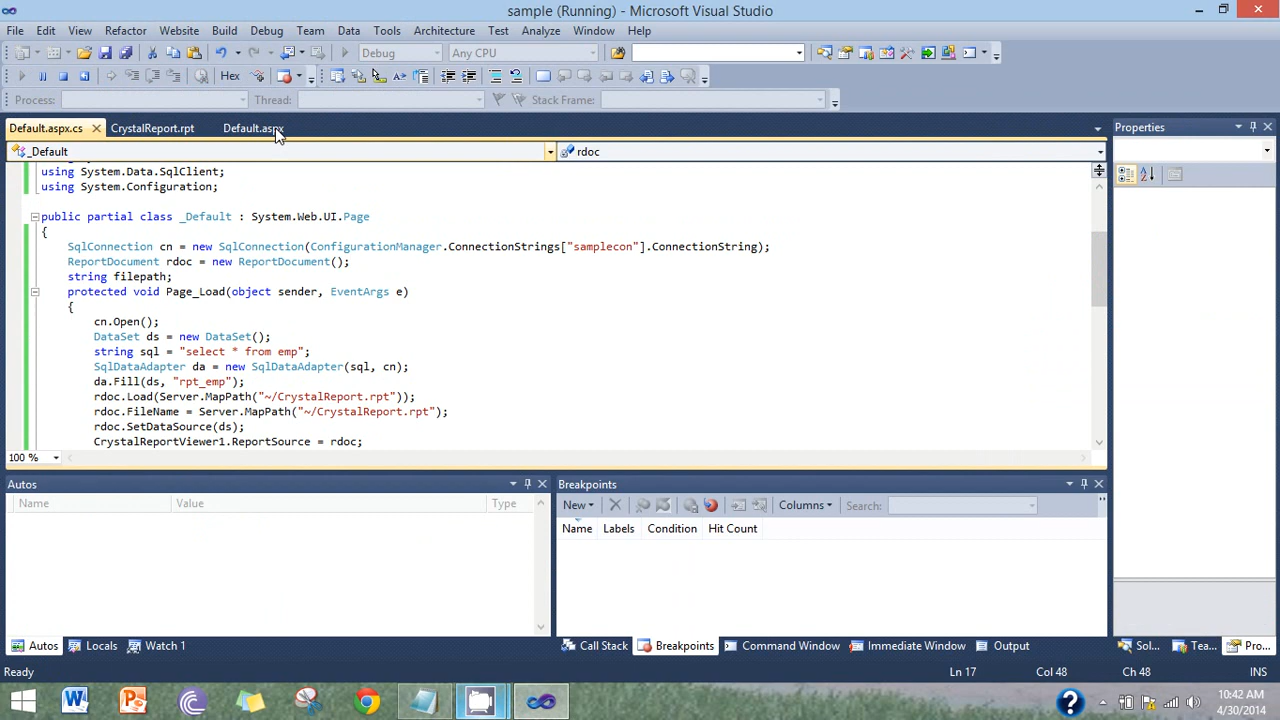 sample (Running) - Microsoft Visual Studio
File Edit View Refactor Website Build Debug Team Data Tools Architecture Test Analyze Window Help
Debug Any CPU
Hex
Process: Thread: Stack Frame:
Default.aspx.cs CrystalReport.rpt Default.aspx
Properties
_Default rdoc
using System.Data.SqlClient;
using System.Configuration;
public partial class _Default : System.Web.UI.Page
{
SqlConnection cn = new SqlConnection(ConfigurationManager.ConnectionStrings["samplecon"].ConnectionString);
ReportDocument rdoc = new ReportDocument();
string filepath;
protected void Page_Load(object sender, EventArgs e)
{
cn.Open();
DataSet ds = new DataSet();
string sql = "select * from emp";
SqlDataAdapter da = new SqlDataAdapter(sql, cn);
da.Fill(ds, "rpt_emp");
rdoc.Load(Server.MapPath("~/CrystalReport.rpt"));
rdoc.FileName = Server.MapPath("~/CrystalReport.rpt");
rdoc.SetDataSource(ds);
CrystalReportViewer1.ReportSource = rdoc;
100 %
Autos Breakpoints
Name Value Type
New Columns Search:
Name Labels Condition Hit Count
Autos Locals Watch 1 Call Stack Breakpoints Command Window Immediate Window Output Sol... Tea... Pro...
Ready Ln 17 Col 48 Ch 48 INS
10:42 AM
4/30/2014